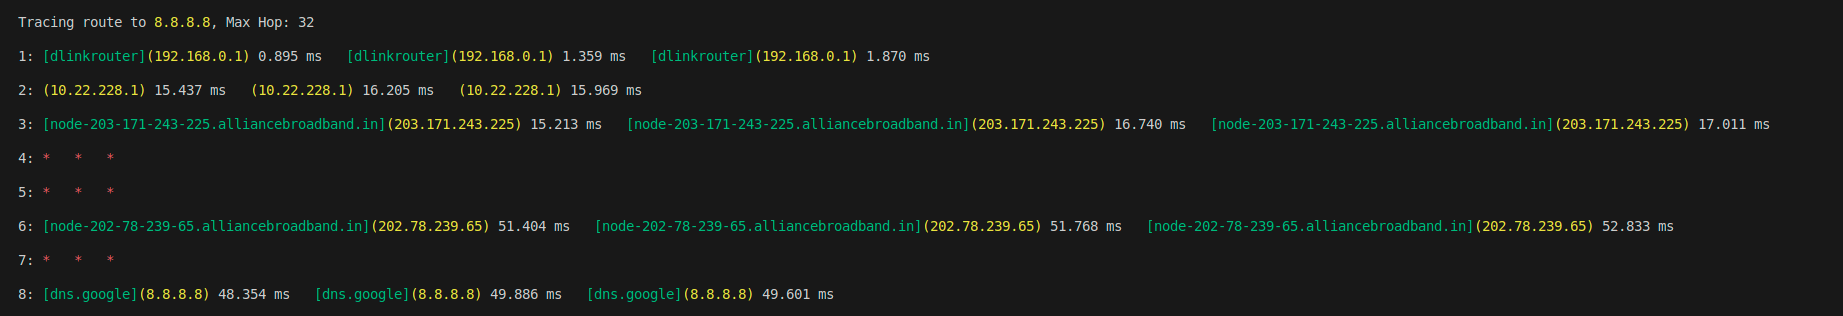 Tracing route to 8.8.8.8, Max Hop: 32
1: [dlinkrouter](192.168.0.1) 0.895 ms   [dlinkrouter](192.168.0.1) 1.359 ms   [dlinkrouter](192.168.0.1) 1.870 ms
2: (10.22.228.1) 15.437 ms   (10.22.228.1) 16.205 ms   (10.22.228.1) 15.969 ms
3: [node-203-171-243-225.alliancebroadband.in](203.171.243.225) 15.213 ms   [node-203-171-243-225.alliancebroadband.in](203.171.243.225) 16.740 ms   [node-203-171-243-225.alliancebroadband.in](203.171.243.225) 17.011 ms
4: *   *   *
5: *   *   *
6: [node-202-78-239-65.alliancebroadband.in](202.78.239.65) 51.404 ms   [node-202-78-239-65.alliancebroadband.in](202.78.239.65) 51.768 ms   [node-202-78-239-65.alliancebroadband.in](202.78.239.65) 52.833 ms
7: *   *   *
8: [dns.google](8.8.8.8) 48.354 ms   [dns.google](8.8.8.8) 49.886 ms   [dns.google](8.8.8.8) 49.601 ms